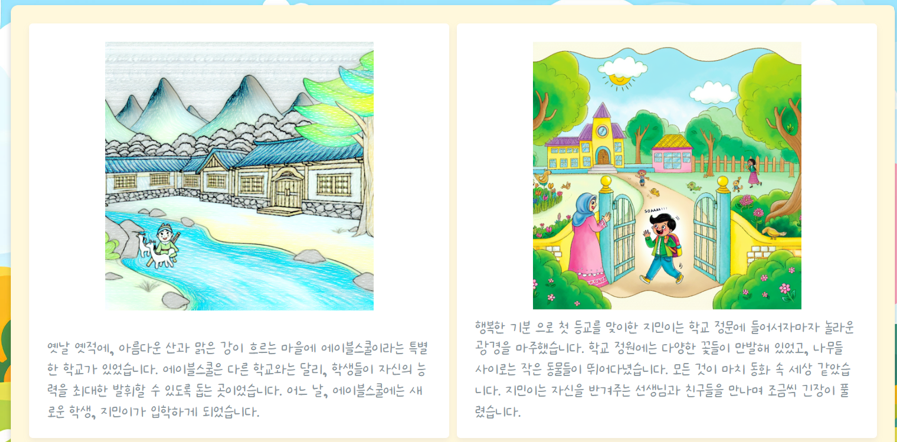 옛날 옛적에, 아름다운 산과 맑은 강이 흐르는 마을에 에이블스쿨이라는 특별
한 학교가 있었습니다. 에이블스쿨은 다른 학교와는 달리, 학생들이 자신의 능
력을 최대한 발휘할 수 있도록 돕는 곳이었습니다. 어느 날, 에이블스쿨에는 새
로운 학생, 지민이가 입학하게 되었습니다.
행복한 기분 으로 첫 등교를 맞이한 지민이는 학교 정문에 들어서자마자 놀라운
광경을 마주했습니다. 학교 정원에는 다양한 꽃들이 만발해 있었고, 나무들
사이로는 작은 동물들이 뛰어다녔습니다. 모든 것이 마치 동화 속 세상 같았습
니다. 지민이는 자신을 반겨주는 선생님과 친구들을 만나며 조금씩 긴장이 풀
렸습니다.